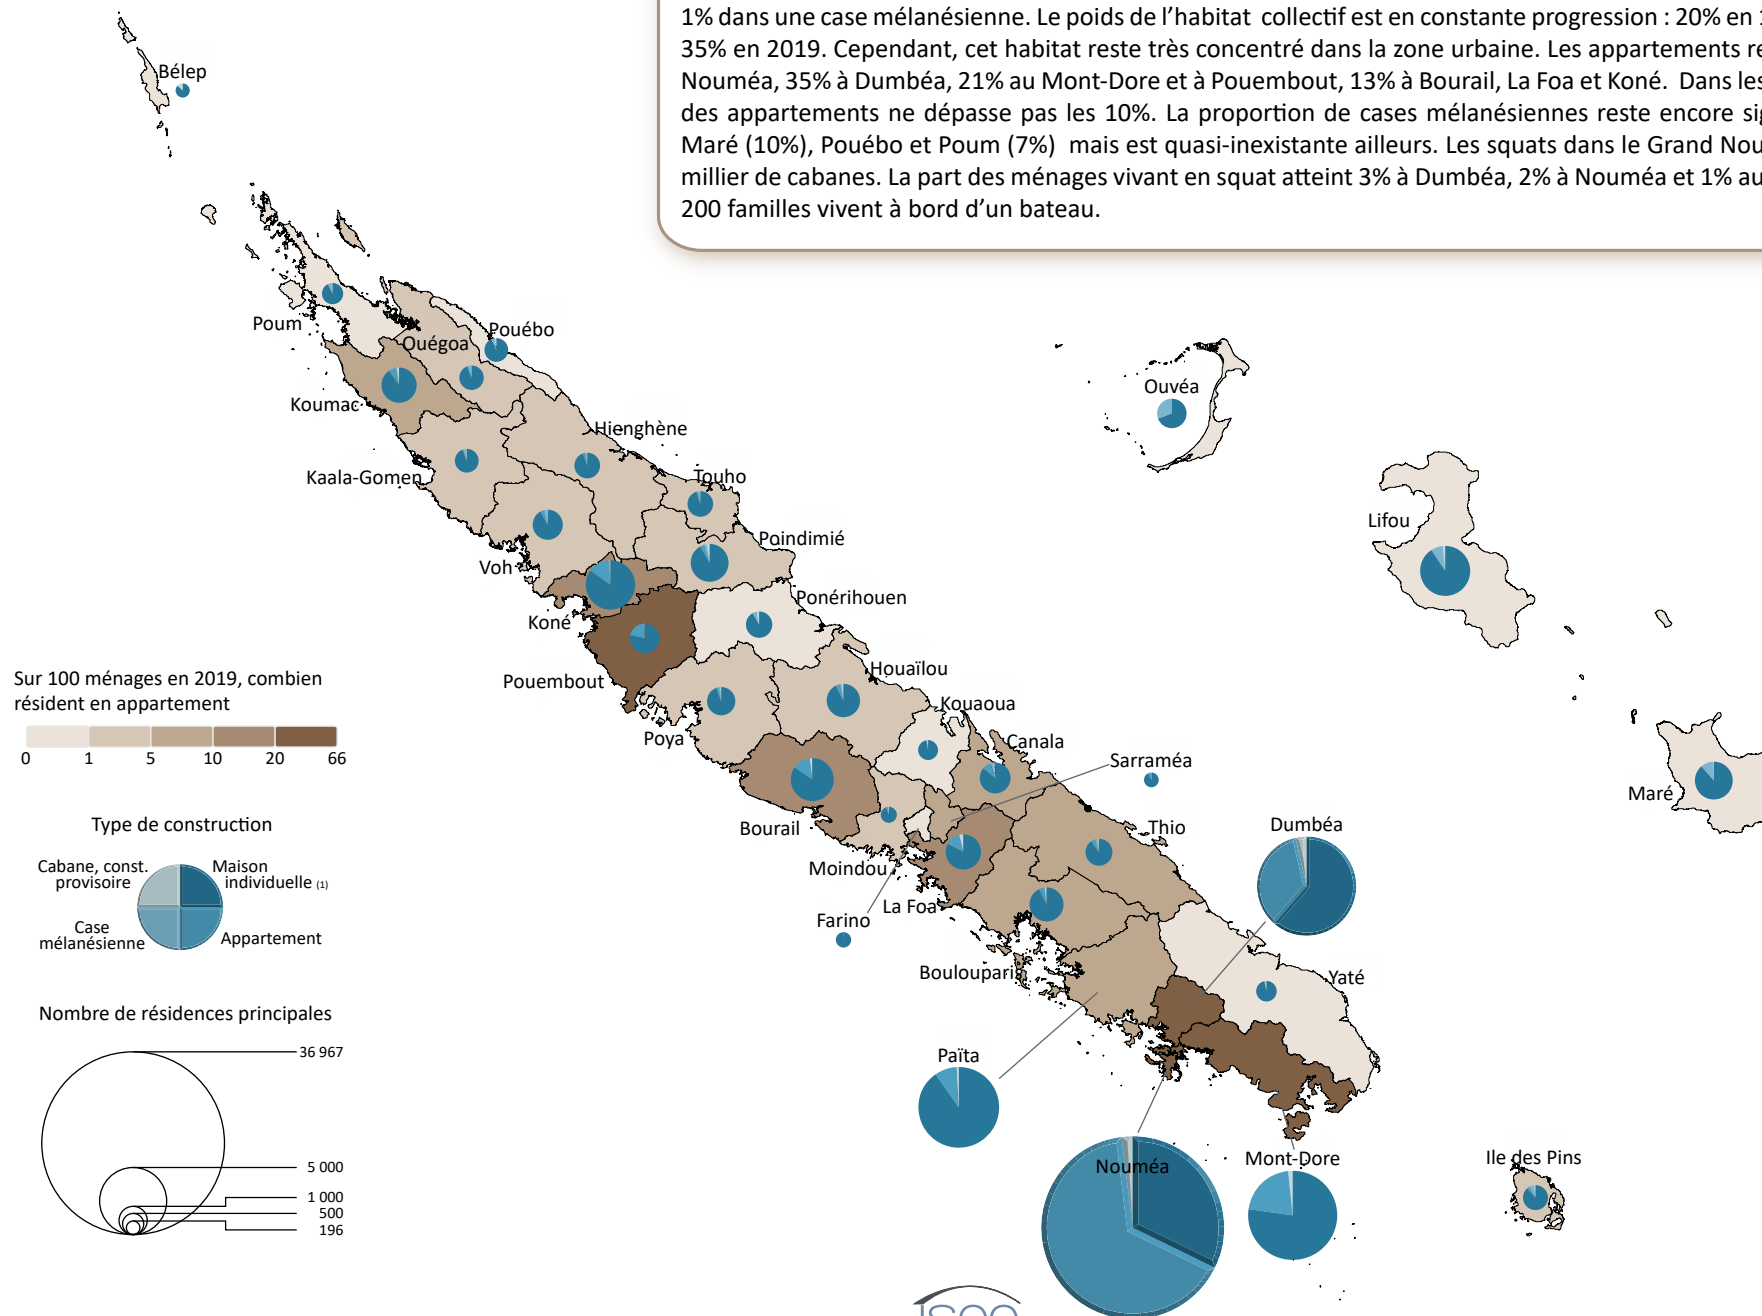 1% dans une case mélanésienne. Le poids de l'habitat collectif est en constante progression : 20% en
35% en 2019. Cependant, cet habitat reste très concentré dans la zone urbaine. Les appartements
Nouméa, 35% à Dumbéa, 21% au Mont-Dore et à Pouembout, 13% à Bourail, La Foa et Koné. Dans les
des appartements ne dépasse pas les 10%. La proportion de cases mélanésiennes reste encore
Maré (10%), Pouébo et Poum (7%) mais est quasi-inexistante ailleurs. Les squats dans le Grand
millier de cabanes. La part des ménages vivant en squat atteint 3% à Dumbéa, 2% à Nouméa et 1% au
200 familles vivent à bord d'un bateau.
Bélep
Poum
Pouébo
Ouégoa
Koumac
Ouvéa
Hienghène
Kaala-Gomen
Touho
Lifou
Poindimié
Voh
Ponérihouen
Koné
Houaïlou
Pouembout
Kouaoua
Poya
Canala
Sarraméa
Maré
Bourail
Thio
Dumbéa
Moindou
La Foa
Farino
Boulouparis
Yaté
Païta
Nouméa
Mont-Dore
Ile des Pins
Sur 100 ménages en 2019, combien
résident en appartement
0 1 5 10 20 66
Type de construction
Cabane, const.
provisoire
Maison
individuelle (1)
Case
mélanésienne
Appartement
Nombre de résidences principales
36 967
5 000
1 000
500
196